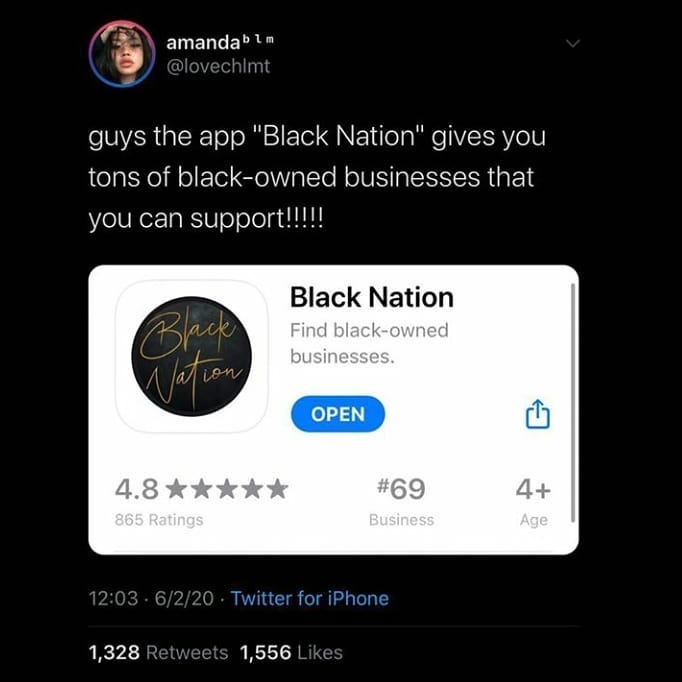 amandaᵇˡᵐ
@lovechlmt
guys the app "Black Nation" gives you
tons of black-owned businesses that
you can support!!!!!
Black
Nation
Black Nation
Find black-owned
businesses.
OPEN
4.8 ★★★★★
865 Ratings
#69
Business
4+
Age
12:03 · 6/2/20 · Twitter for iPhone
1,328 Retweets 1,556 Likes